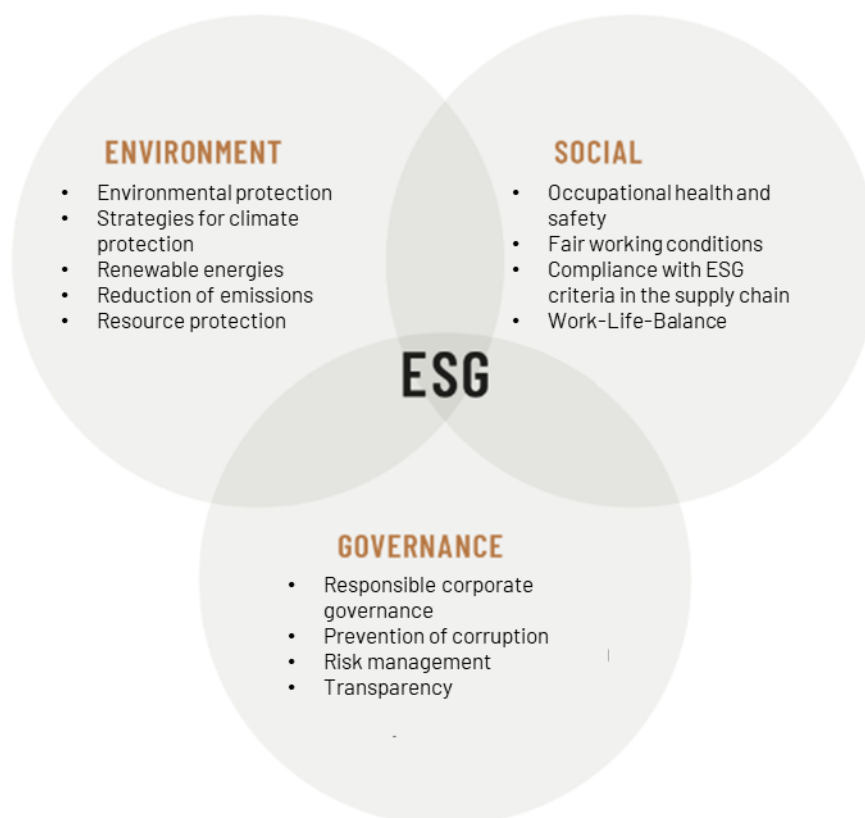 ENVIRONMENT
• Environmental protection
• Strategies for climate
protection
• Renewable energies
• Reduction of emissions
• Resource protection
SOCIAL
• Occupational health and
safety
• Fair working conditions
• Compliance with ESG
criteria in the supply chain
• Work-Life-Balance
ESG
GOVERNANCE
• Responsible corporate
governance
• Prevention of corruption
• Risk management
• Transparency